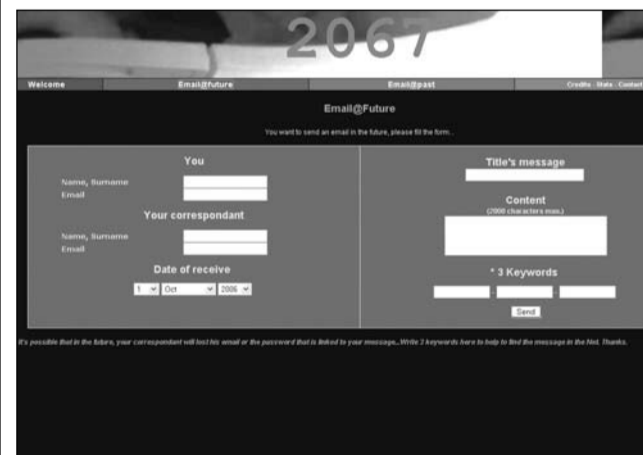 2067
Welcome Email@future Email@past Credits - Stats - Contact
Email@Future
You want to send an email in the future, please fill the form...
You
Name, Surname
Email
Your correspondant
Name, Surname
Email
Date of receive
1 Oct 2006
Title's message
Content
(2000 characters max.)
* 3 Keywords
- -
Send
It's possible that in the future, your correspondant will lost his email or the password that is linked to your message...Write 3 keywords here to help to find the message in the Net. Thanks.